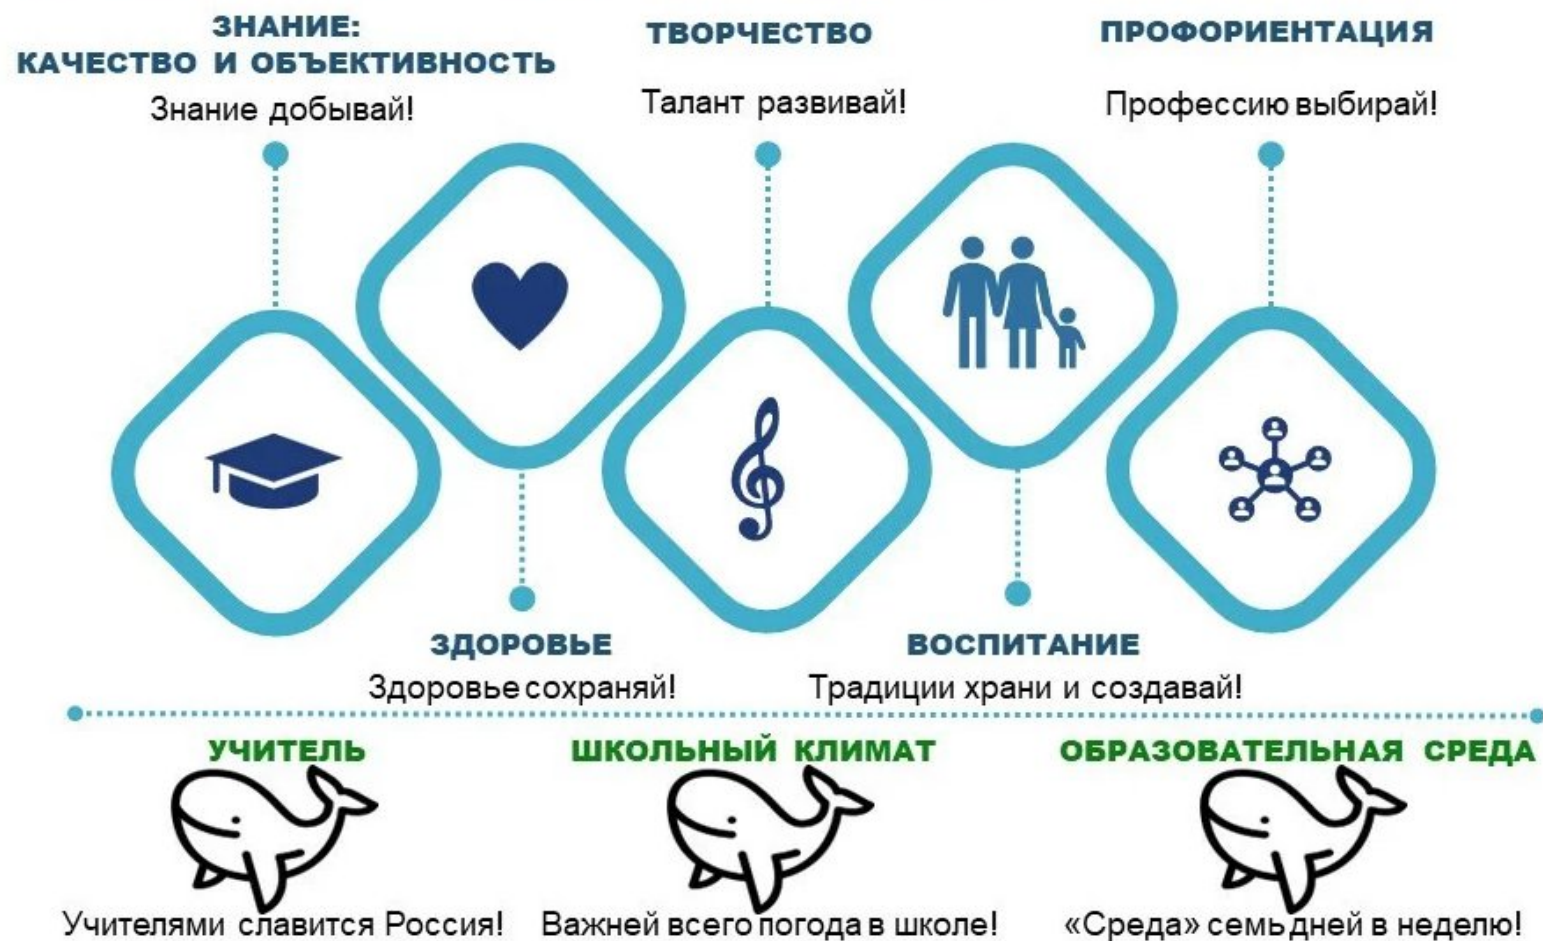 ЗНАНИЕ:
КАЧЕСТВО И ОБЪЕКТИВНОСТЬ
Знание добывай!
ТВОРЧЕСТВО
Талант развивай!
ПРОФОРИЕНТАЦИЯ
Профессию выбирай!
ЗДОРОВЬЕ
Здоровье сохраняй!
ВОСПИТАНИЕ
Традиции храни и создавай!
УЧИТЕЛЬ
Учителями славится Россия!
ШКОЛЬНЫЙ КЛИМАТ
Важней всего погода в школе!
ОБРАЗОВАТЕЛЬНАЯ СРЕДА
«Среда» семь дней в неделю!